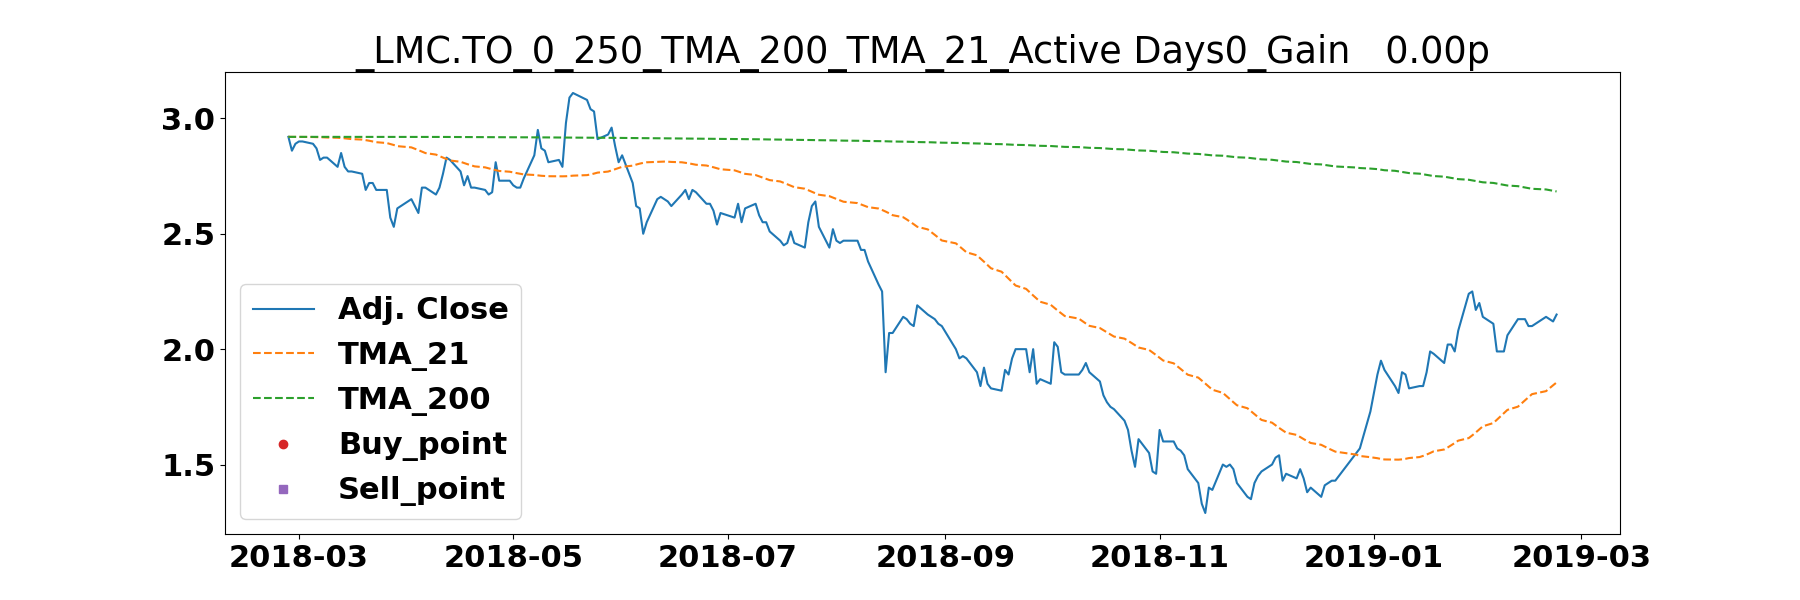 _LMC.TO_0_250_TMA_200_TMA_21_Active Days0_Gain   0.00p
3.0
2.5
2.0
1.5
Adj. Close
TMA_21
TMA_200
Buy_point
Sell_point
2018-03 2018-05 2018-07 2018-09 2018-11 2019-01 2019-03